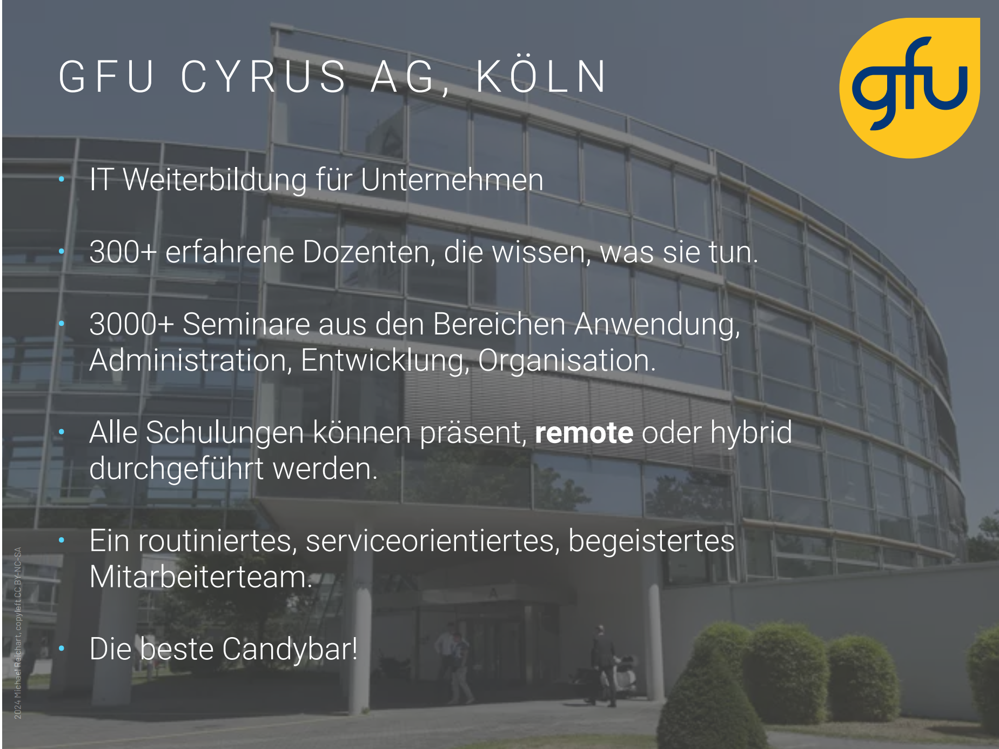 GFU CYRUS AG, KÖLN
gfu
• IT Weiterbildung für Unternehmen
• 300+ erfahrene Dozenten, die wissen, was sie tun.
• 3000+ Seminare aus den Bereichen Anwendung,
Administration, Entwicklung, Organisation.
• Alle Schulungen können präsent, remote oder hybrid
durchgeführt werden.
• Ein routiniertes, serviceorientiertes, begeistertes
Mitarbeiterteam.
• Die beste Candybar!
A
2024 Michael Reichart, copyleft CC BY-NC-SA